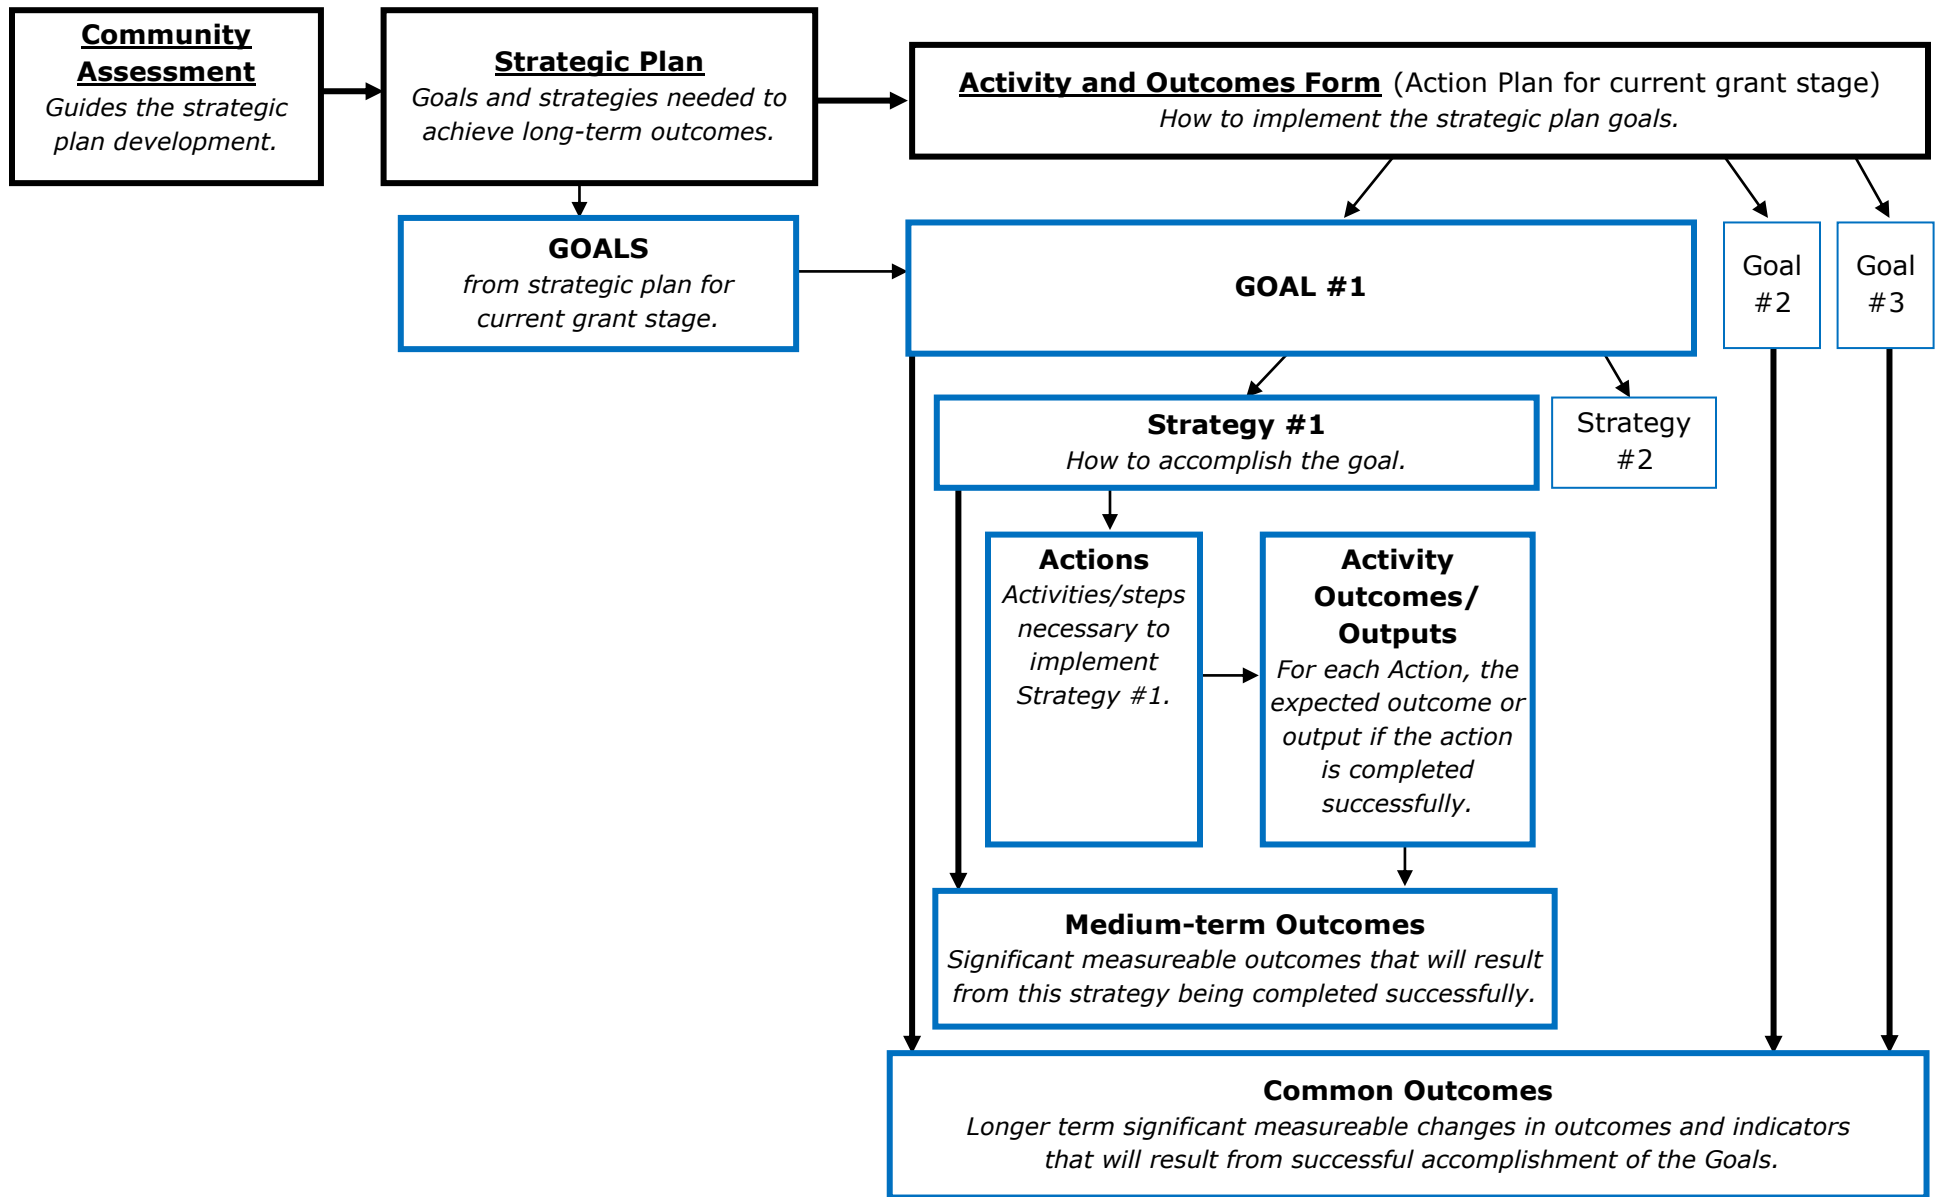 Community
Assessment
Guides the strategic
plan development.
Strategic Plan
Goals and strategies needed to
achieve long-term outcomes.
Activity and Outcomes Form (Action Plan for current grant stage)
How to implement the strategic plan goals.
GOALS
from strategic plan for
current grant stage.
GOAL #1
Goal
#2
Goal
#3
Strategy #1
How to accomplish the goal.
Strategy
#2
Actions
Activities/steps
necessary to
implement
Strategy #1.
Activity
Outcomes/
Outputs
For each Action, the
expected outcome or
output if the action
is completed
successfully.
Medium-term Outcomes
Significant measureable outcomes that will result
from this strategy being completed successfully.
Common Outcomes
Longer term significant measureable changes in outcomes and indicators
that will result from successful accomplishment of the Goals.